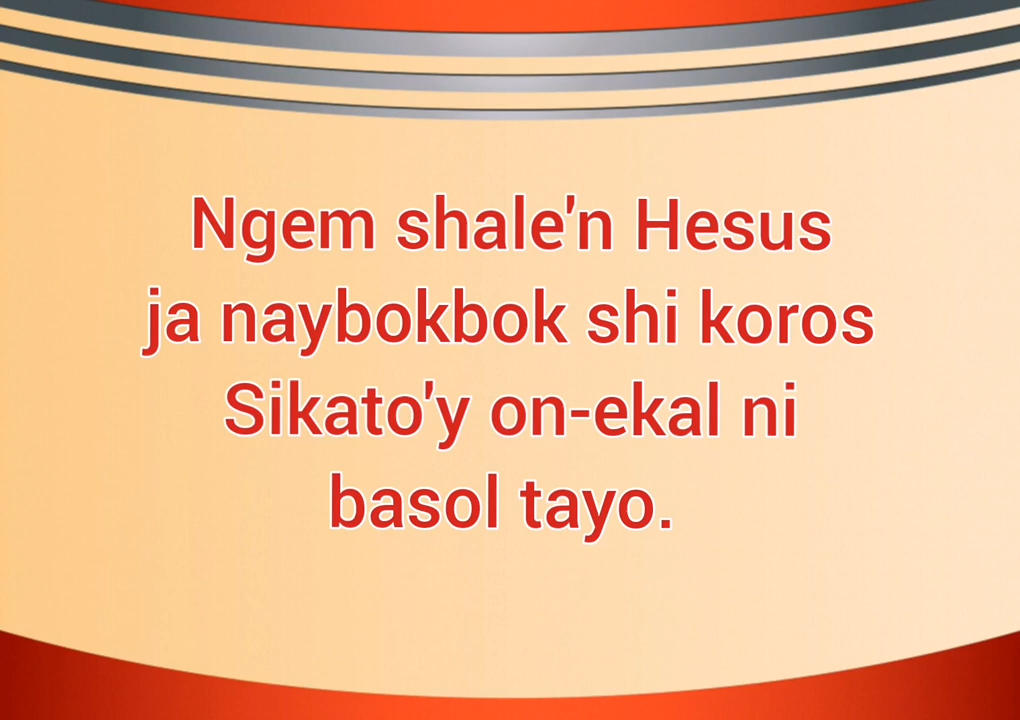 Ngem shale'n Hesus
ja naybokbok shi koros
Sikato'y on-ekal ni
basol tayo.